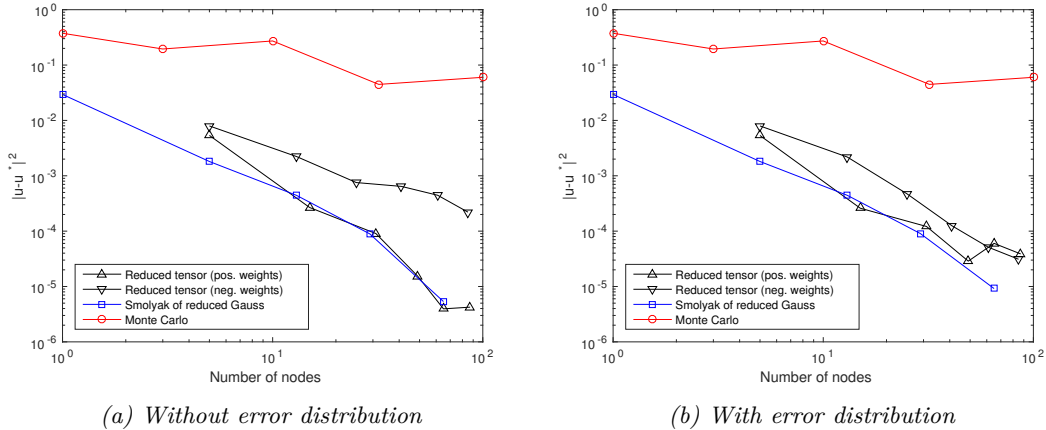 10^0
10^-1
10^-2
10^-3
10^-4
10^-5
10^-6
|u-u^*|^2
Reduced tensor (pos. weights)
Reduced tensor (neg. weights)
Smolyak of reduced Gauss
Monte Carlo
10^0 10^1 10^2
Number of nodes
(a) Without error distribution
10^0
10^-1
10^-2
10^-3
10^-4
10^-5
10^-6
|u-u^*|^2
Reduced tensor (pos. weights)
Reduced tensor (neg. weights)
Smolyak of reduced Gauss
Monte Carlo
10^0 10^1 10^2
Number of nodes
(b) With error distribution